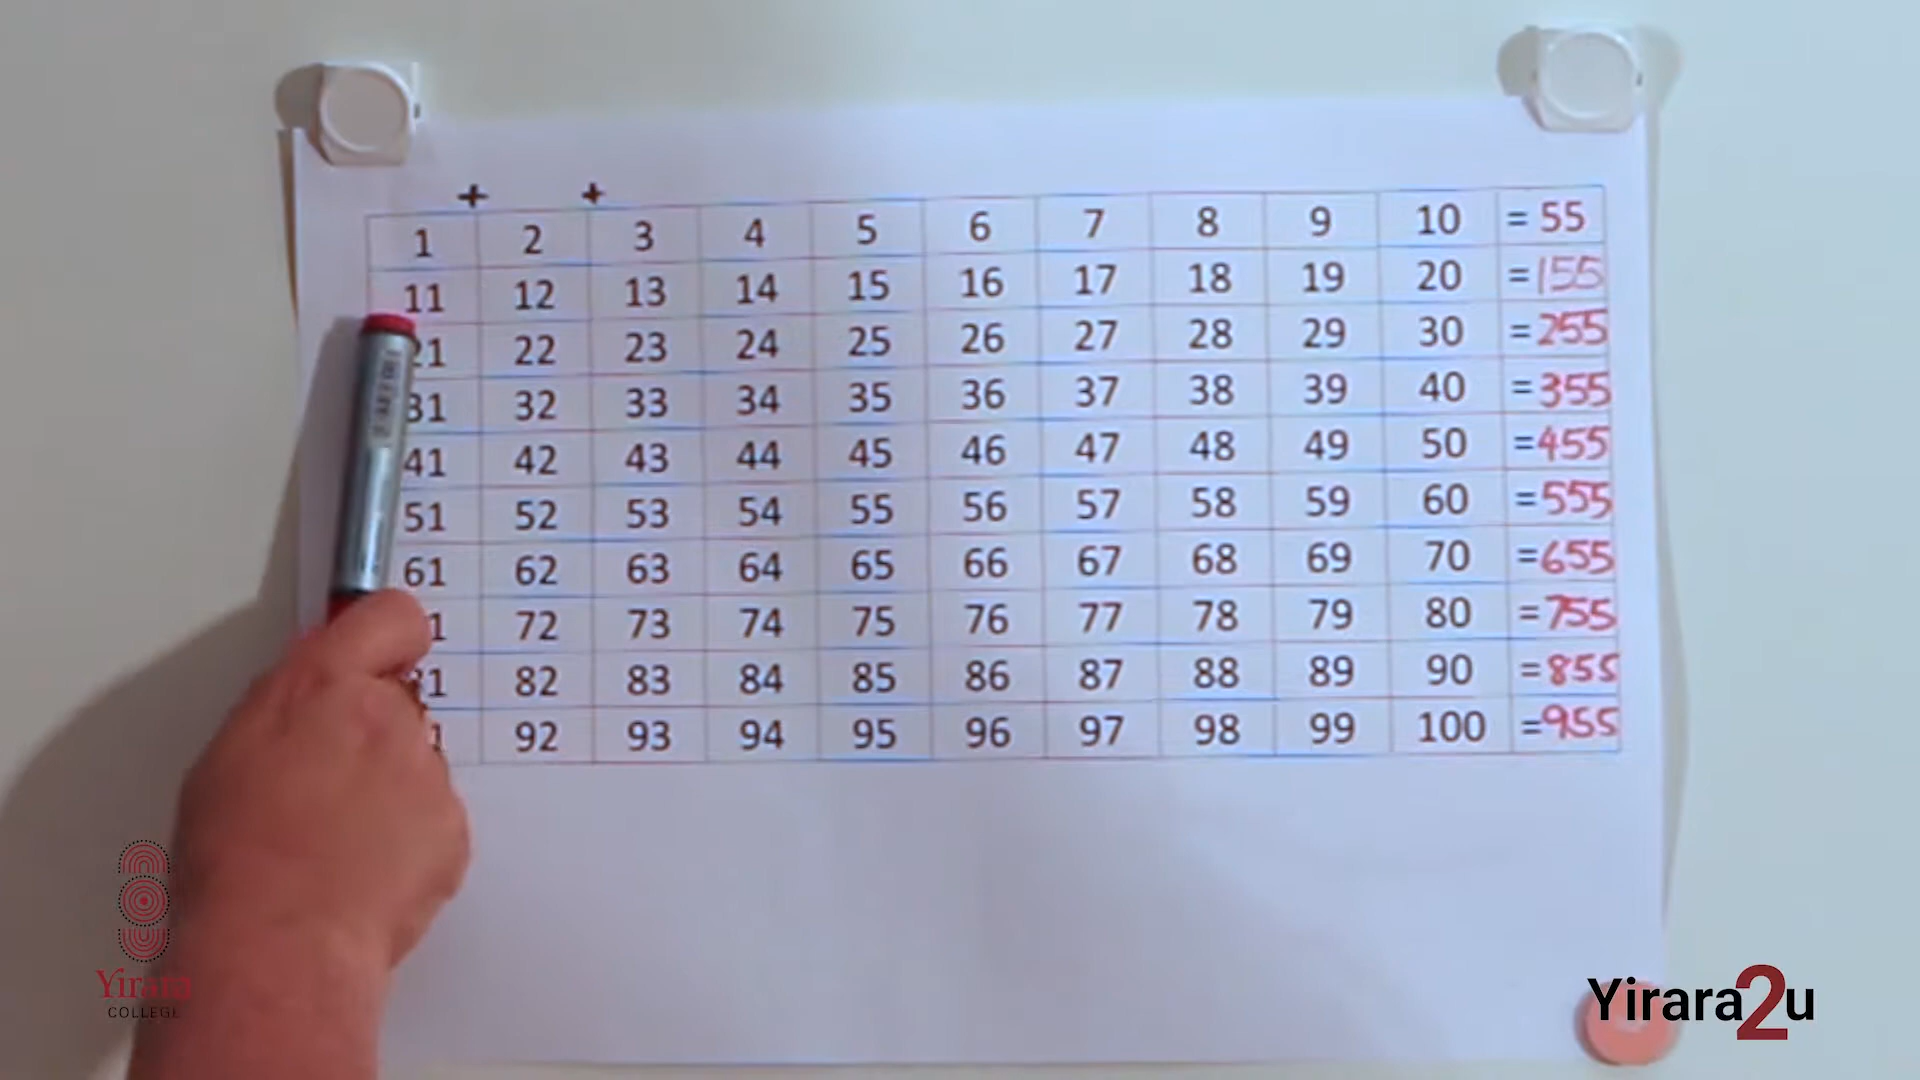 + +
1 2 3 4 5 6 7 8 9 10 = 55
11 12 13 14 15 16 17 18 19 20 =155
21 22 23 24 25 26 27 28 29 30 =255
31 32 33 34 35 36 37 38 39 40 =355
41 42 43 44 45 46 47 48 49 50 =455
51 52 53 54 55 56 57 58 59 60 =555
61 62 63 64 65 66 67 68 69 70 =655
1 72 73 74 75 76 77 78 79 80 =755
81 82 83 84 85 86 87 88 89 90 =855
92 93 94 95 96 97 98 99 100 =955
Yirara
COLLEGE
Yirara2u